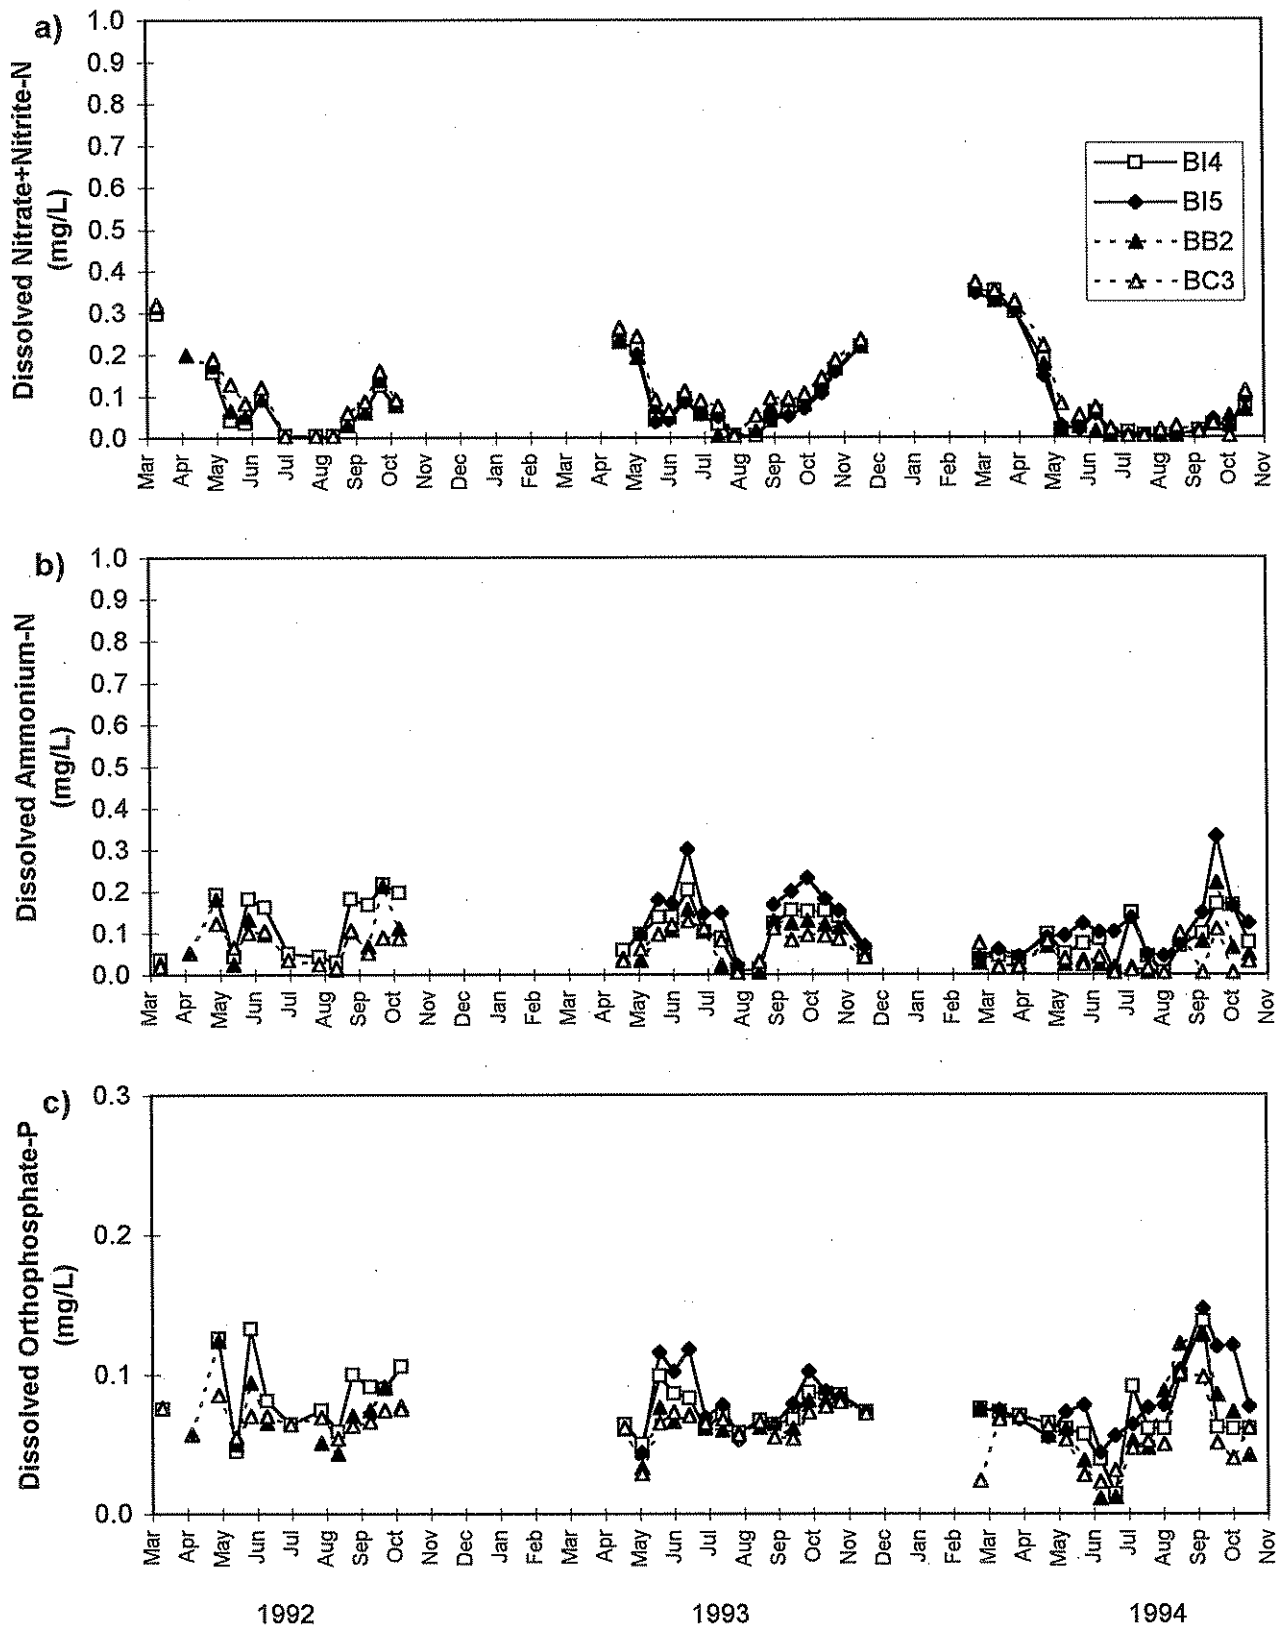 a)
Dissolved Nitrate+Nitrite-N
(mg/L)
1.0
0.9
0.8
0.7
0.6
0.5
0.4
0.3
0.2
0.1
0.0
BI4
BI5
BB2
BC3
Mar Apr May Jun Jul Aug Sep Oct Nov Dec Jan Feb Mar Apr May Jun Jul Aug Sep Oct Nov Dec Jan Feb Mar Apr May Jun Jul Aug Sep Oct Nov
b)
Dissolved Ammonium-N
(mg/L)
1.0
0.9
0.8
0.7
0.6
0.5
0.4
0.3
0.2
0.1
0.0
Mar Apr May Jun Jul Aug Sep Oct Nov Dec Jan Feb Mar Apr May Jun Jul Aug Sep Oct Nov Dec Jan Feb Mar Apr May Jun Jul Aug Sep Oct Nov
c)
Dissolved Orthophosphate-P
(mg/L)
0.3
0.2
0.1
0.0
Mar Apr May Jun Jul Aug Sep Oct Nov Dec Jan Feb Mar Apr May Jun Jul Aug Sep Oct Nov Dec Jan Feb Mar Apr May Jun Jul Aug Sep Oct Nov
1992 1993 1994